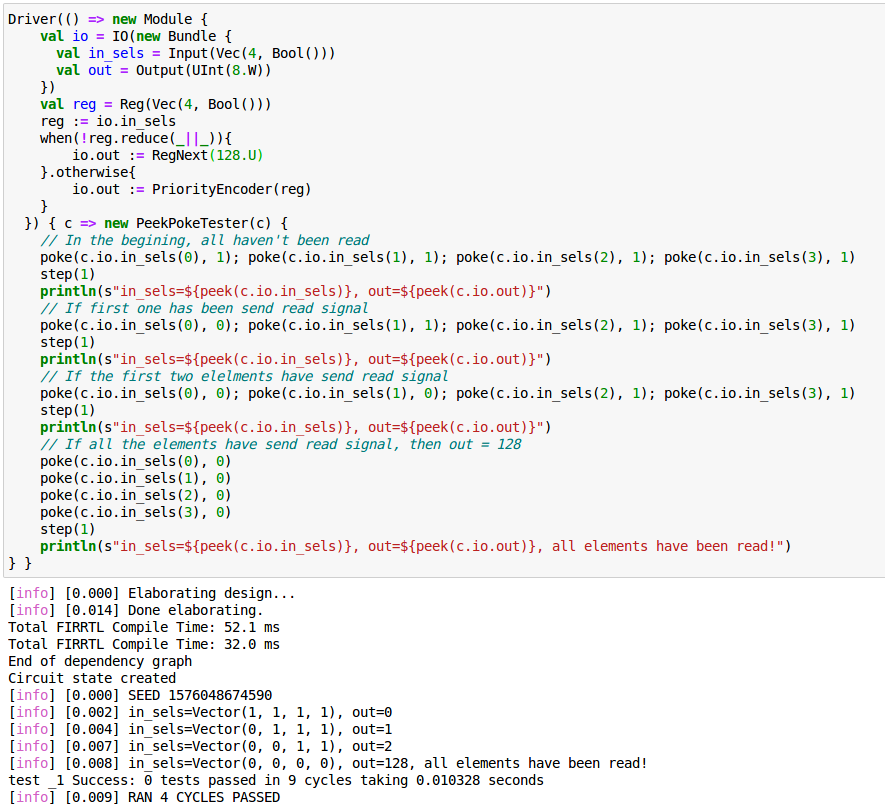 Driver(() => new Module {
    val io = IO(new Bundle {
      val in_sels = Input(Vec(4, Bool()))
      val out = Output(UInt(8.W))
    })
    val reg = Reg(Vec(4, Bool()))
    reg := io.in_sels
    when(!reg.reduce(_||_)){
        io.out := RegNext(128.U)
    }.otherwise{
        io.out := PriorityEncoder(reg)
    }
  }) { c => new PeekPokeTester(c) {
    // In the begining, all haven't been read
    poke(c.io.in_sels(0), 1); poke(c.io.in_sels(1), 1); poke(c.io.in_sels(2), 1); poke(c.io.in_sels(3), 1)
    step(1)
    println(s"in_sels=${peek(c.io.in_sels)}, out=${peek(c.io.out)}")
    // If first one has been send read signal
    poke(c.io.in_sels(0), 0); poke(c.io.in_sels(1), 1); poke(c.io.in_sels(2), 1); poke(c.io.in_sels(3), 1)
    step(1)
    println(s"in_sels=${peek(c.io.in_sels)}, out=${peek(c.io.out)}")
    // If the first two elelments have send read signal
    poke(c.io.in_sels(0), 0); poke(c.io.in_sels(1), 0); poke(c.io.in_sels(2), 1); poke(c.io.in_sels(3), 1)
    step(1)
    println(s"in_sels=${peek(c.io.in_sels)}, out=${peek(c.io.out)}")
    // If all the elements have send read signal, then out = 128
    poke(c.io.in_sels(0), 0)
    poke(c.io.in_sels(1), 0)
    poke(c.io.in_sels(2), 0)
    poke(c.io.in_sels(3), 0)
    step(1)
    println(s"in_sels=${peek(c.io.in_sels)}, out=${peek(c.io.out)}, all elements have been read!")
} }
[info] [0.000] Elaborating design...
[info] [0.014] Done elaborating.
Total FIRRTL Compile Time: 52.1 ms
Total FIRRTL Compile Time: 32.0 ms
End of dependency graph
Circuit state created
[info] [0.000] SEED 1576048674590
[info] [0.002] in_sels=Vector(1, 1, 1, 1), out=0
[info] [0.004] in_sels=Vector(0, 1, 1, 1), out=1
[info] [0.007] in_sels=Vector(0, 0, 1, 1), out=2
[info] [0.008] in_sels=Vector(0, 0, 0, 0), out=128, all elements have been read!
test _1 Success: 0 tests passed in 9 cycles taking 0.010328 seconds
[info] [0.009] RAN 4 CYCLES PASSED